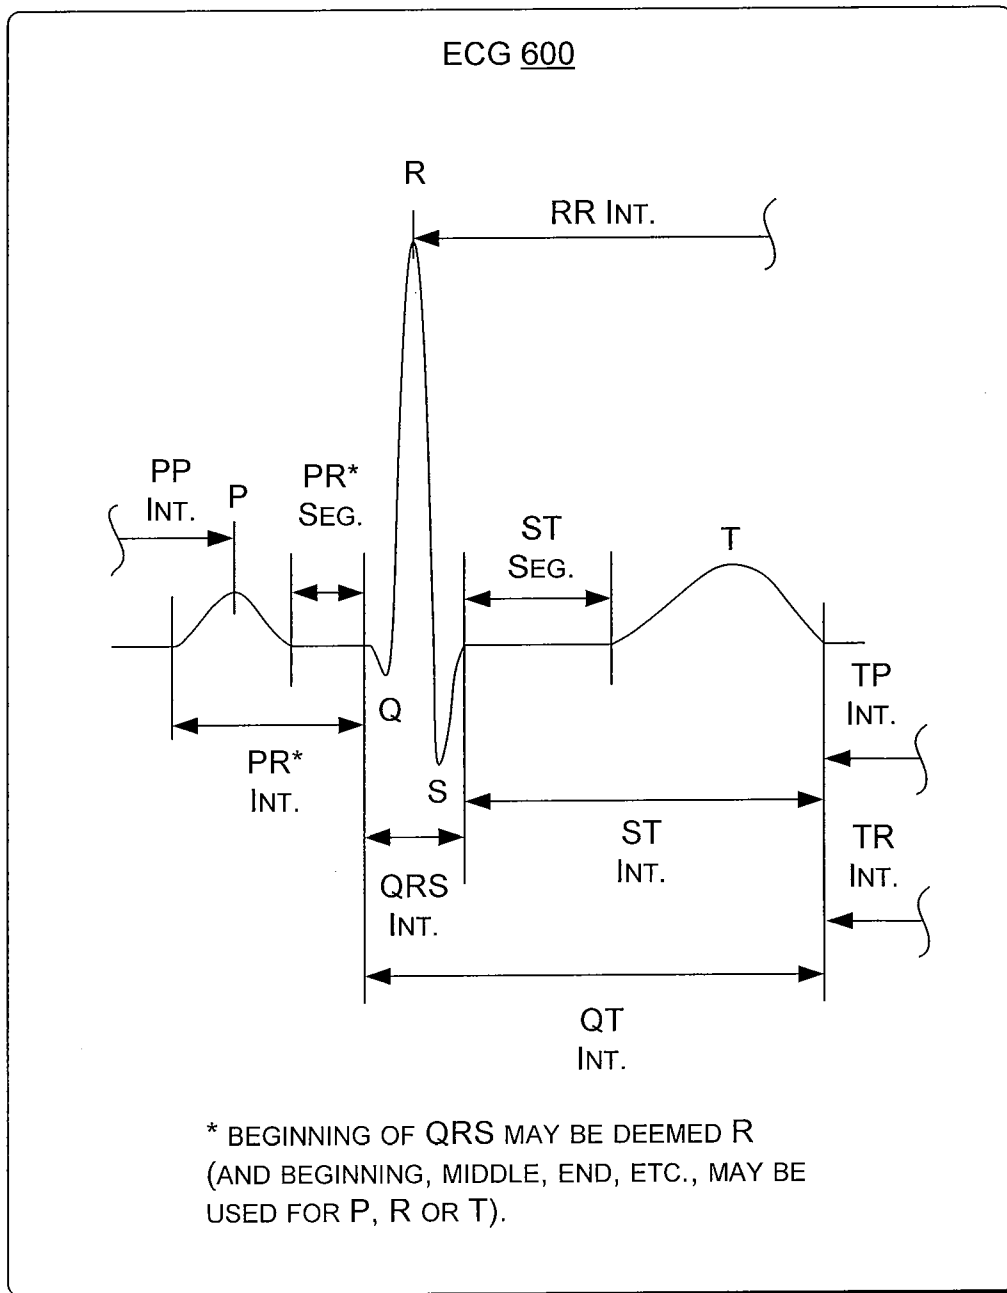 ECG 600
R
RR INT.
PP
INT.
P
PR*
SEG.
ST
SEG.
T
Q
S
PR*
INT.
TP
INT.
QRS
INT.
ST
INT.
TR
INT.
QT
INT.
* BEGINNING OF QRS MAY BE DEEMED R
(AND BEGINNING, MIDDLE, END, ETC., MAY BE
USED FOR P, R OR T).